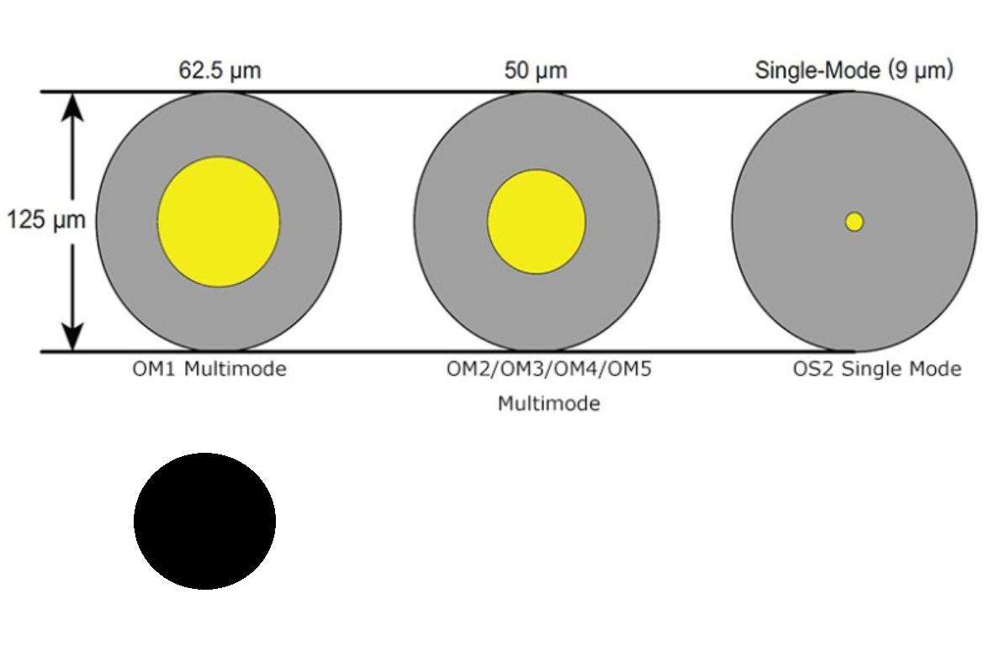 62.5 µm
50 µm
Single-Mode (9 µm)
125 µm
OM1 Multimode
OM2/OM3/OM4/OM5
Multimode
OS2 Single Mode